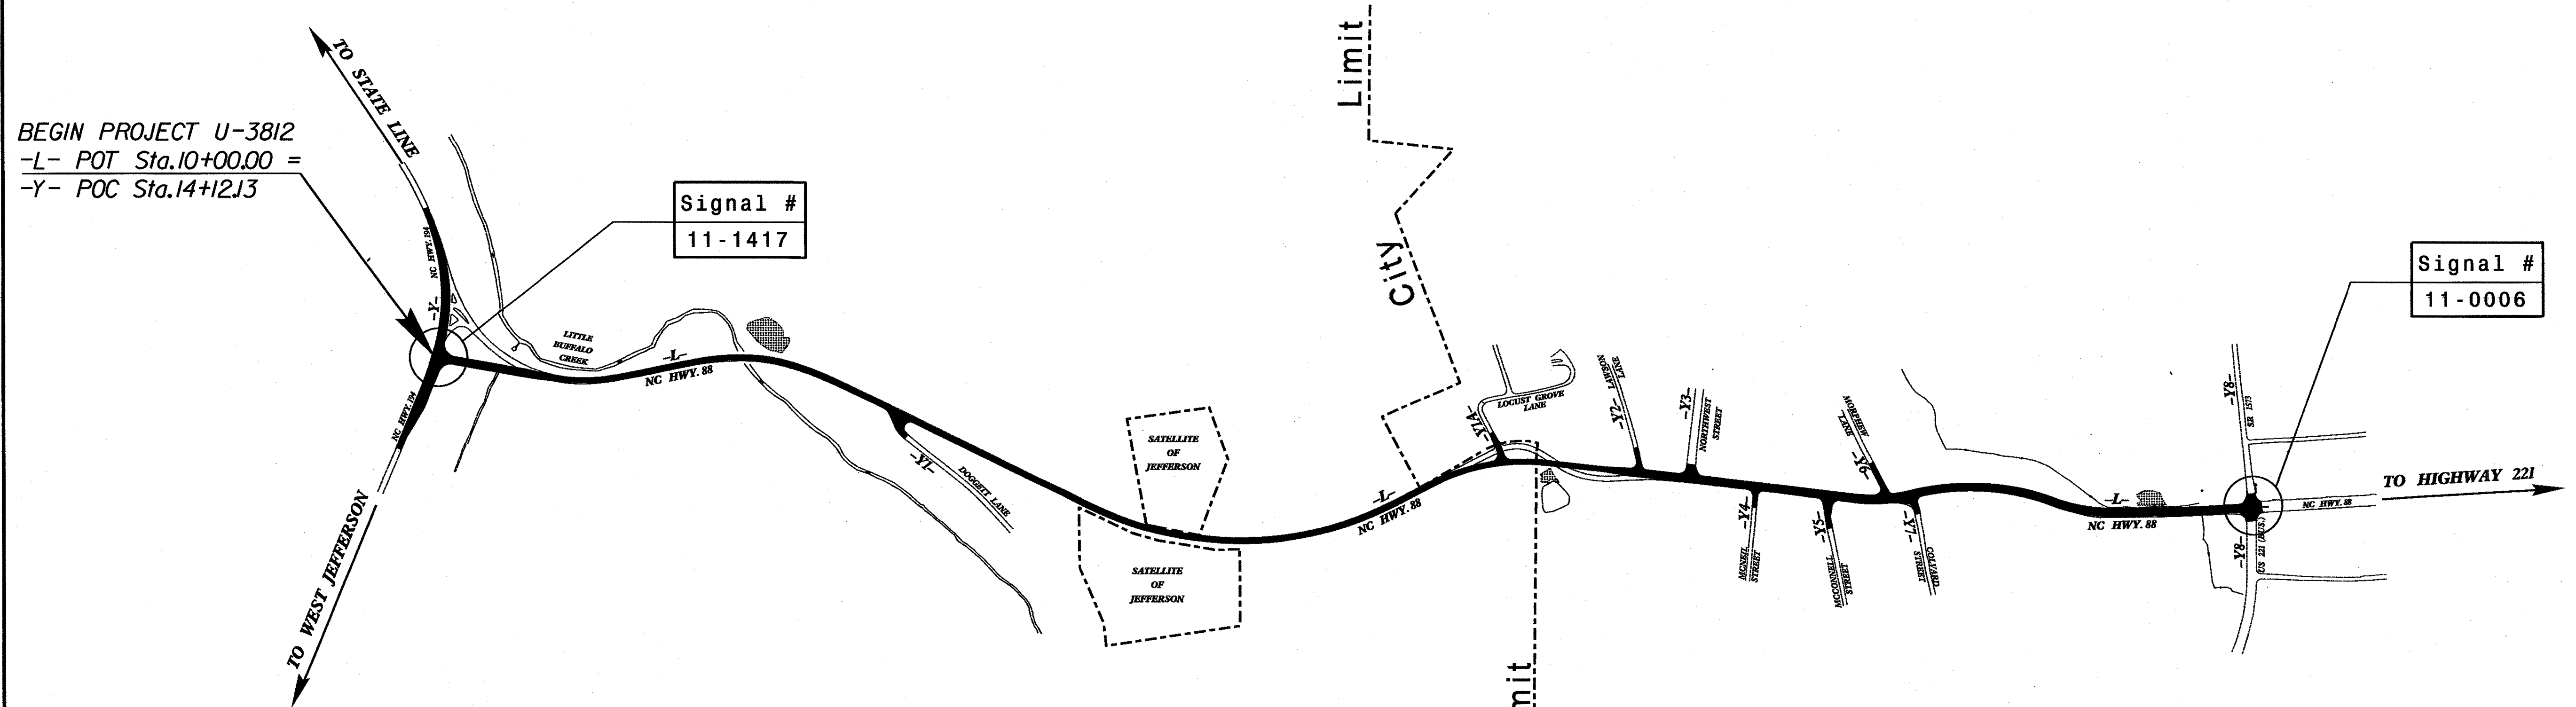 TO STATE LINE
BEGIN PROJECT U-3812
-L- POT Sta.10+00.00 =
-Y- POC Sta.14+12.13
Signal #
11-1417
NC HWY. 194
-Y-
NC HWY. 194
TO WEST JEFFERSON
LITTLE
BUFFALO
CREEK
-L-
NC HWY. 88
-Y1-
DOGGETT LANE
SATELLITE
OF
JEFFERSON
SATELLITE
OF
JEFFERSON
Limit
City
mit
-L-
NC HWY. 88
-Y1A-
LOCUST GROVE
LANE
-Y2-
LAWSON
LANE
-Y3-
NORTHWEST
STREET
-Y4-
MCNEIL
STREET
-Y5-
MCCONNELL
STREET
MORPHEW
LANE
-Y6-
-Y7-
COLVARD
STREET
-L-
NC HWY. 88
-Y8-
SR 1573
-Y8-
US 221 (BUS.)
NC HWY. 88
TO HIGHWAY 221
Signal #
11-0006